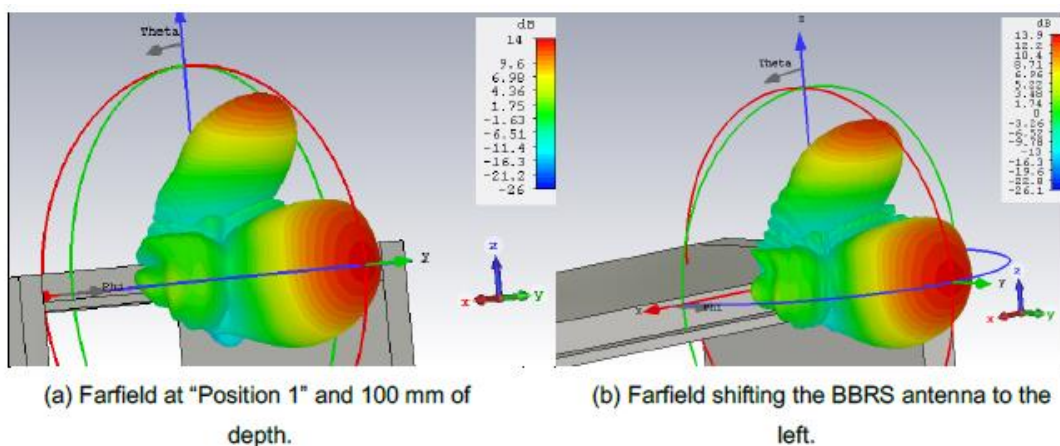 dB
14
9.6
6.98
4.36
1.75
-1.63
-6.51
-11.4
-16.3
-21.2
-26
Theta
Phi
y
z
x
y
dB
13.9
12.2
10.4
8.71
6.96
5.22
3.48
1.74
0
-3.26
-6.52
-9.78
-13
-16.3
-19.6
-22.8
-26.1
z
Theta
x
Phi
y
z
x
y
(a) Farfield at “Position 1” and 100 mm of
depth.
(b) Farfield shifting the BBRS antenna to the
left.